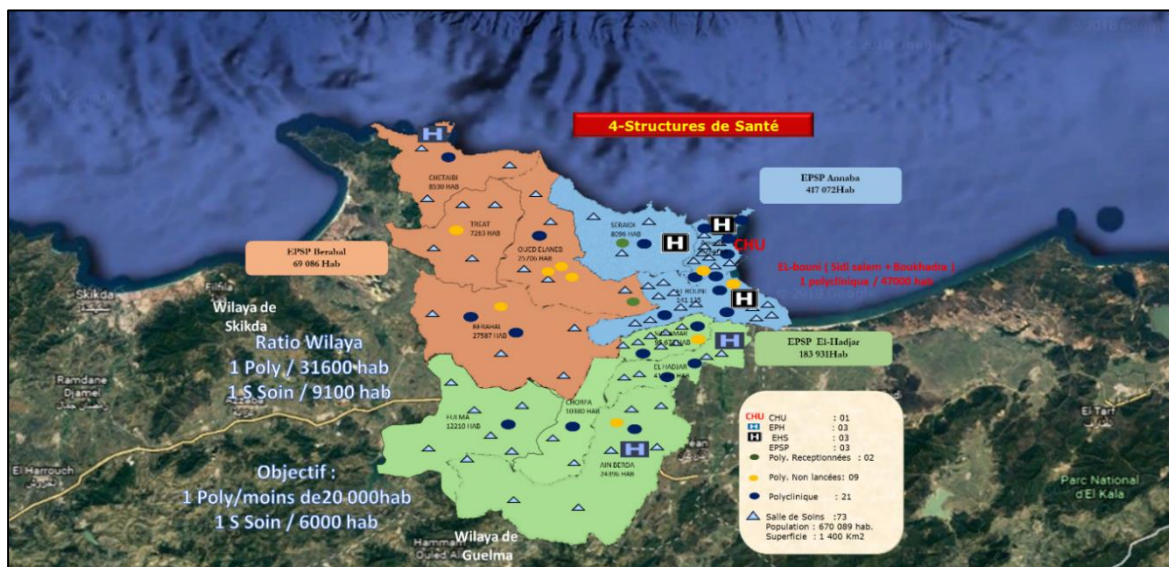 4-Structures de Santé
EPSP Annaba
417 072Hab
CHETAIBI
8530 HAB
TREAT
7283 HAB
OUED ELANEB
25706 HAB
SERAIDI
8096 HAB
CHU
EPSP Berahal
69 086 Hab
EL-bouni ( Sidi salem + Boukhadra )
1 polyclinique / 47000 hab
Skikda
Filfila
Wilaya de
Skikda
BERAHAL
27587 HAB
Ratio Wilaya
1 Poly / 31600 hab
1 S Soin / 9100 hab
EPSP El-Hadjar
183 931Hab
EL HADJAR
Ramdane
Djamel
EULMA
12210 HAB
CHORFA
10380 HAB
AIN BERDA
24396 HAB
El Tarf
El Harrouch
Objectif :
1 Poly/moins de20 000hab
1 S Soin / 6000 hab
Wilaya de
Guelma
Parc National
d'El Kala
CHU CHU : 01
H EPH : 03
H EHS : 03
EPSP : 03
Poly. Receptionnées : 02
Poly. Non lancées: 09
Polyclinique : 21
Salle de Soins :73
Population : 670 089 hab.
Superficie : 1 400 Km2